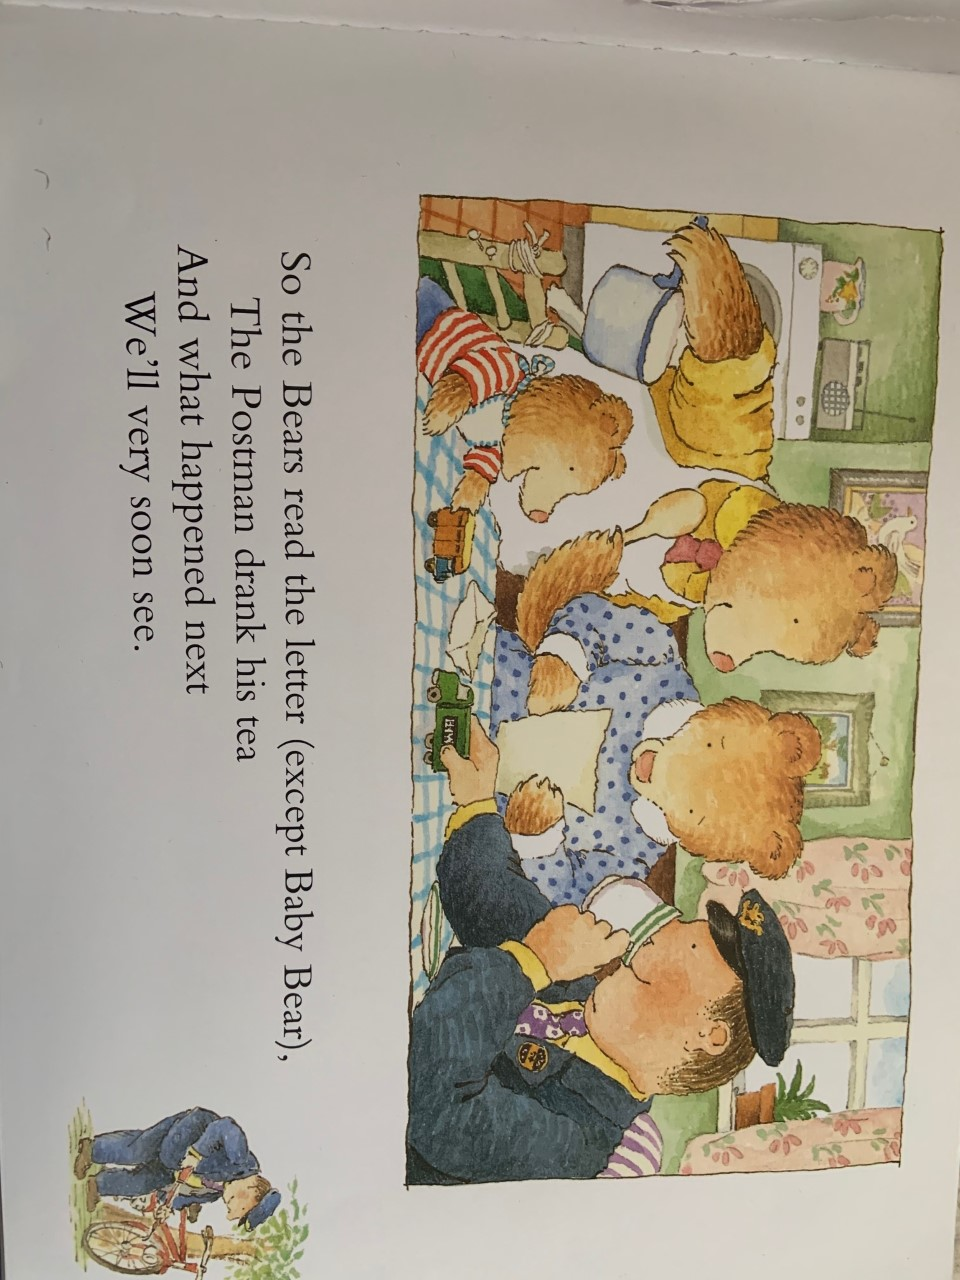 So the Bears read the letter (except Baby Bear),
The Postman drank his tea
And what happened next
We'll very soon see.